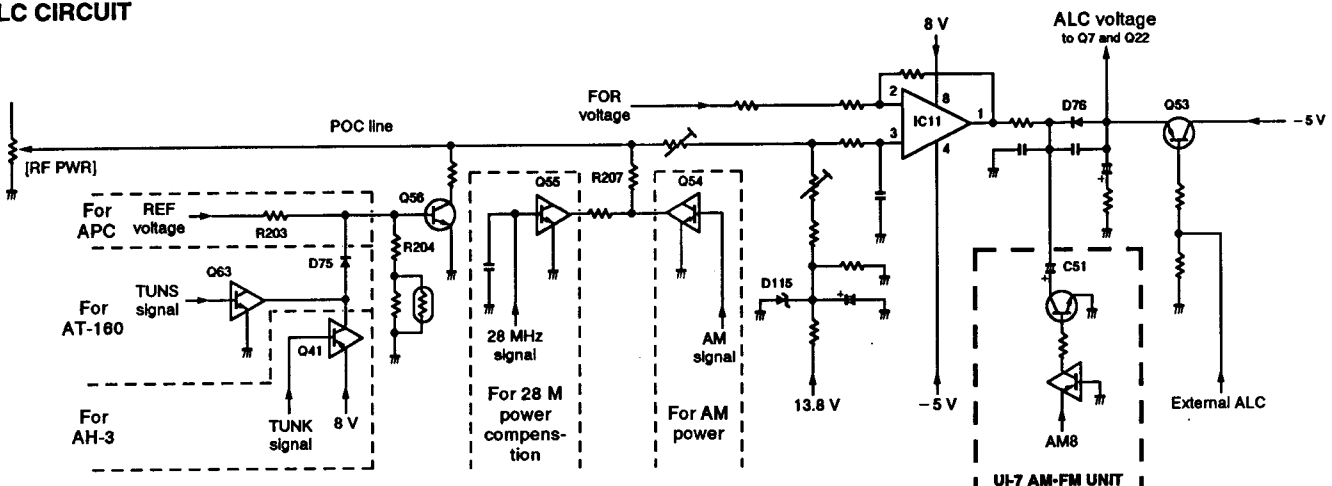 LC CIRCUIT
8 V
ALC voltage
to Q7 and Q22
FOR
voltage
2
8
IC11
1
3
4
D76
Q53
−5 V
POC line
[RF PWR]
For
APC
REF
voltage
R203
Q56
R204
D75
Q55
R207
Q54
Q63
TUNS
signal
For
AT-160
Q41
For
AH-3
TUNK
signal
8 V
28 MHz
signal
For 28 M
power
compens-
tion
AM
signal
For AM
power
D115
+
13.8 V
−5 V
+
C51
+
AM8
UI-7 AM•FM UNIT
External ALC